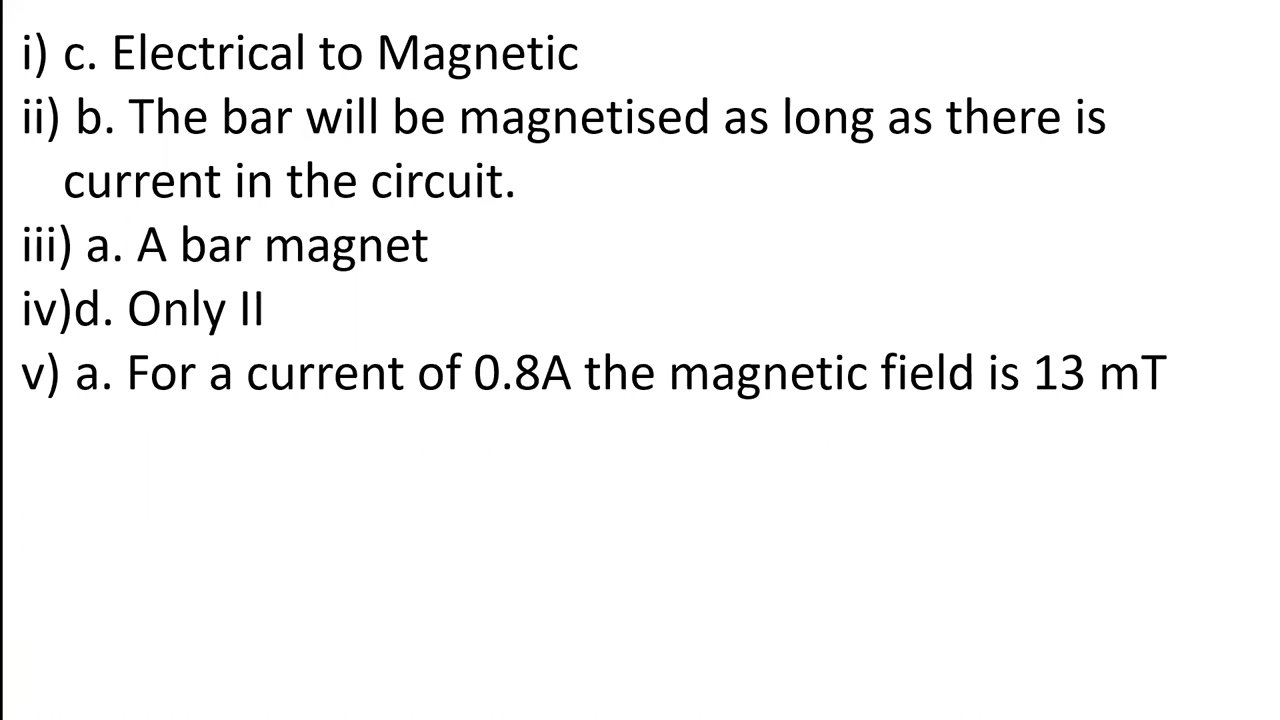 i) c. Electrical to Magnetic
ii) b. The bar will be magnetised as long as there is
current in the circuit.
iii) a. A bar magnet
iv)d. Only II
v) a. For a current of 0.8A the magnetic field is 13 mT